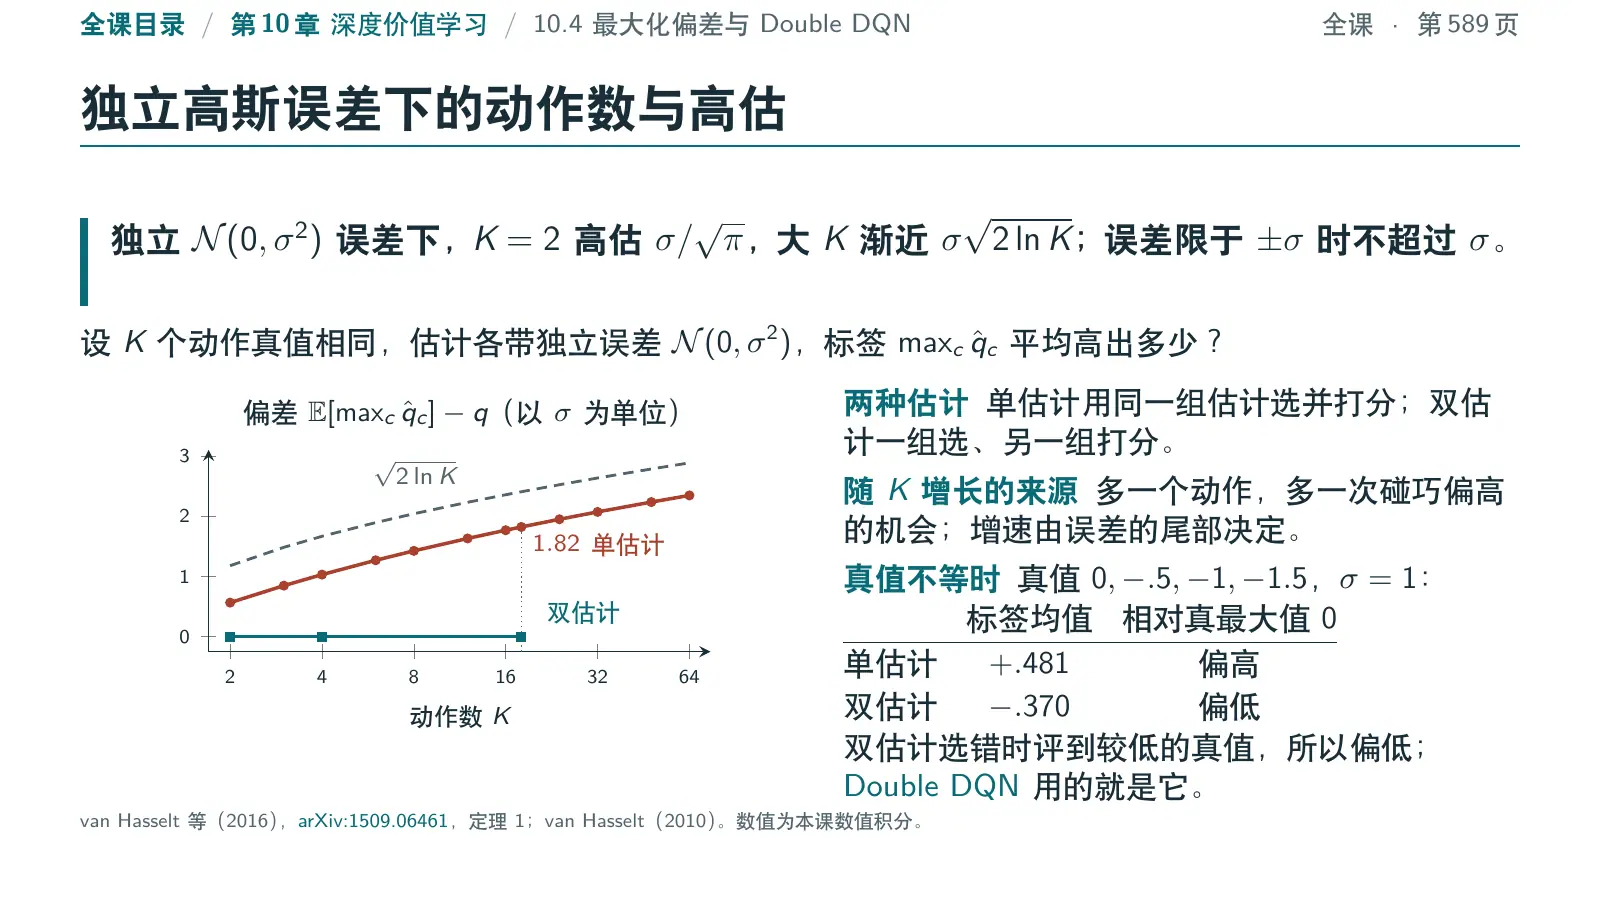 全课目录 / 第 10 章 深度价值学习 / 10.4 最大化偏差与 Double DQN
全课 · 第 589 页
独立高斯误差下的动作数与高估
独立 𝒩(0, σ²) 误差下，K = 2 高估 σ/√π，大 K 渐近 σ√(2 ln K)；误差限于 ±σ 时不超过 σ。
设 K 个动作真值相同，估计各带独立误差 𝒩(0, σ²)，标签 max_c q̂_c 平均高出多少？
偏差 𝔼[max_c q̂_c] − q（以 σ 为单位）
3
2
1
0
√(2 ln K)
1.82 单估计
双估计
2 4 8 16 32 64
动作数 K
两种估计 单估计用同一组估计选并打分；双估
计一组选、另一组打分。
随 K 增长的来源 多一个动作，多一次碰巧偏高
的机会；增速由误差的尾部决定。
真值不等时 真值 0, −.5, −1, −1.5，σ = 1：
标签均值 相对真最大值 0
单估计 +.481 偏高
双估计 −.370 偏低
双估计选错时评到较低的真值，所以偏低；
Double DQN 用的就是它。
van Hasselt 等（2016），arXiv:1509.06461，定理 1；van Hasselt（2010）。数值为本课数值积分。